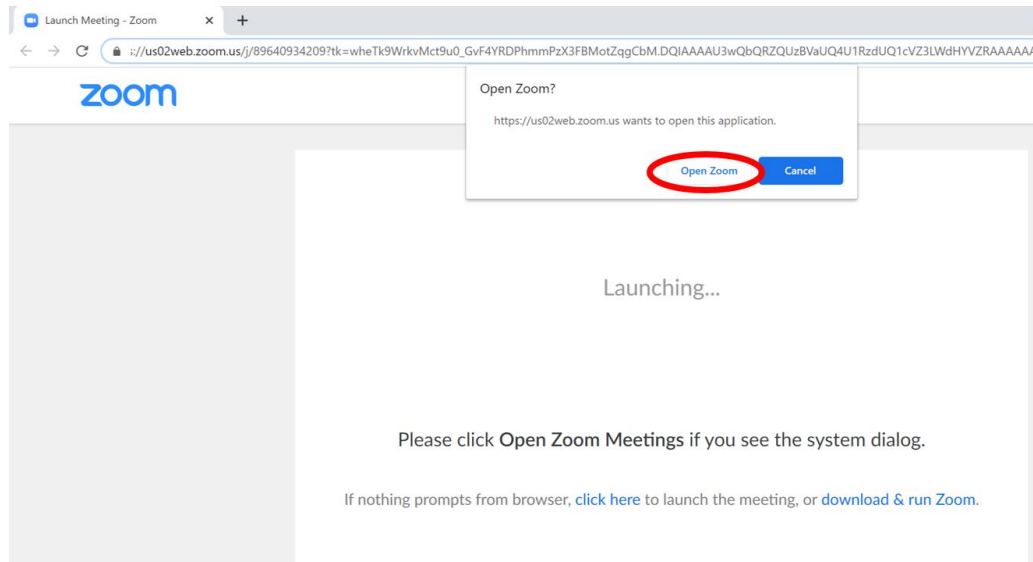 Launch Meeting - Zoom
://us02web.zoom.us/j/89640934209?tk=wheTk9WrkvMct9u0_GvF4YRDPhmmPzX3FBMotZqgCbM.DQIAAAAU3wQbQRZQUzBVaUQ4U1RzdUQ1cVZ3LWdHYVZRAAAAAA
zoom
Open Zoom?
https://us02web.zoom.us wants to open this application.
Open Zoom Cancel
Launching...
Please click Open Zoom Meetings if you see the system dialog.
If nothing prompts from browser, click here to launch the meeting, or download & run Zoom.